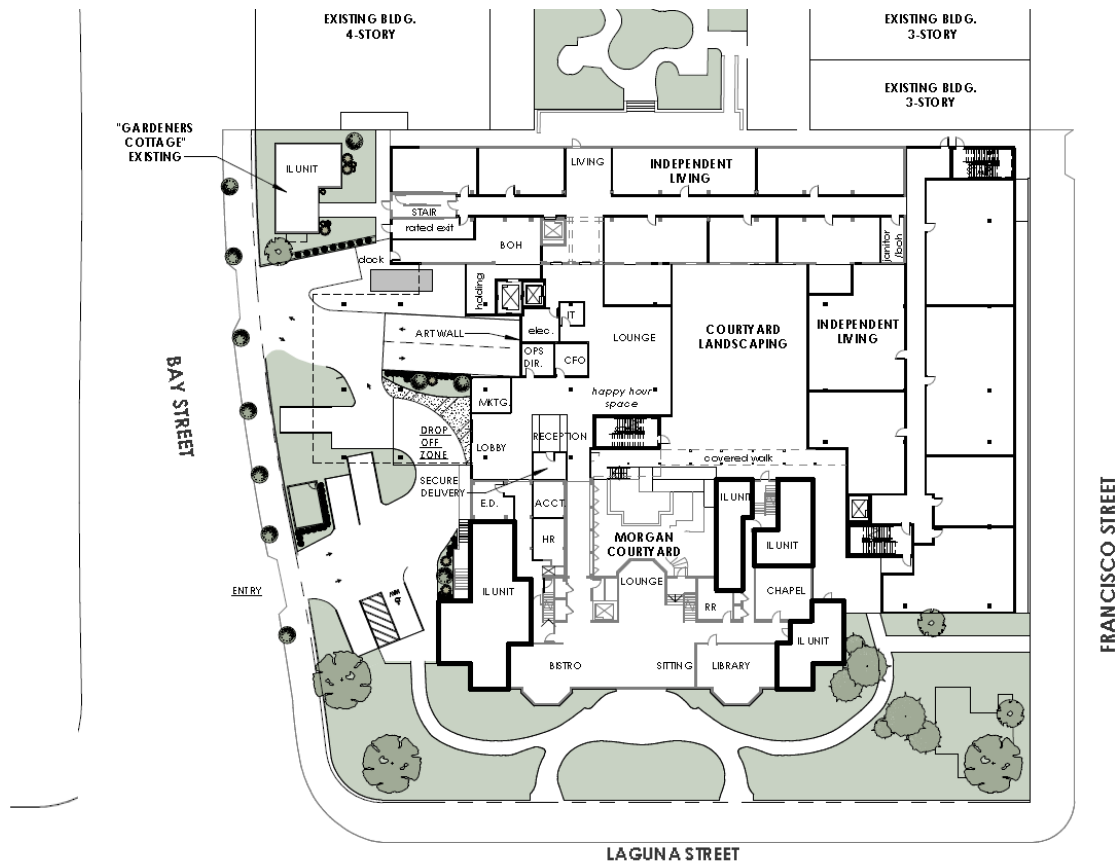 EXISTING BLDG.
4-STORY
EXISTING BLDG.
3-STORY
EXISTING BLDG.
3-STORY
"GARDENERS
COTTAGE"
EXISTING
IL UNIT
LIVING
INDEPENDENT
LIVING
STAIR
rated exit
BOH
janitor
/boh
dock
holding
IT
elec.
ART WALL
OPS
DIR.
CFO
LOUNGE
COURTYARD
LANDSCAPING
INDEPENDENT
LIVING
happy hour
space
MKTG.
BAY STREET
DROP
OFF
ZONE
LOBBY
RECEPTION
covered walk
SECURE
DELIVERY
E.D.
ACCT.
HR
IL UNIT
IL UNIT
MORGAN
COURTYARD
LOUNGE
CHAPEL
RR
ENTRY
IL UNIT
IL UNIT
BISTRO
SITTING
LIBRARY
FRANCISCO STREET
LAGUNA STREET